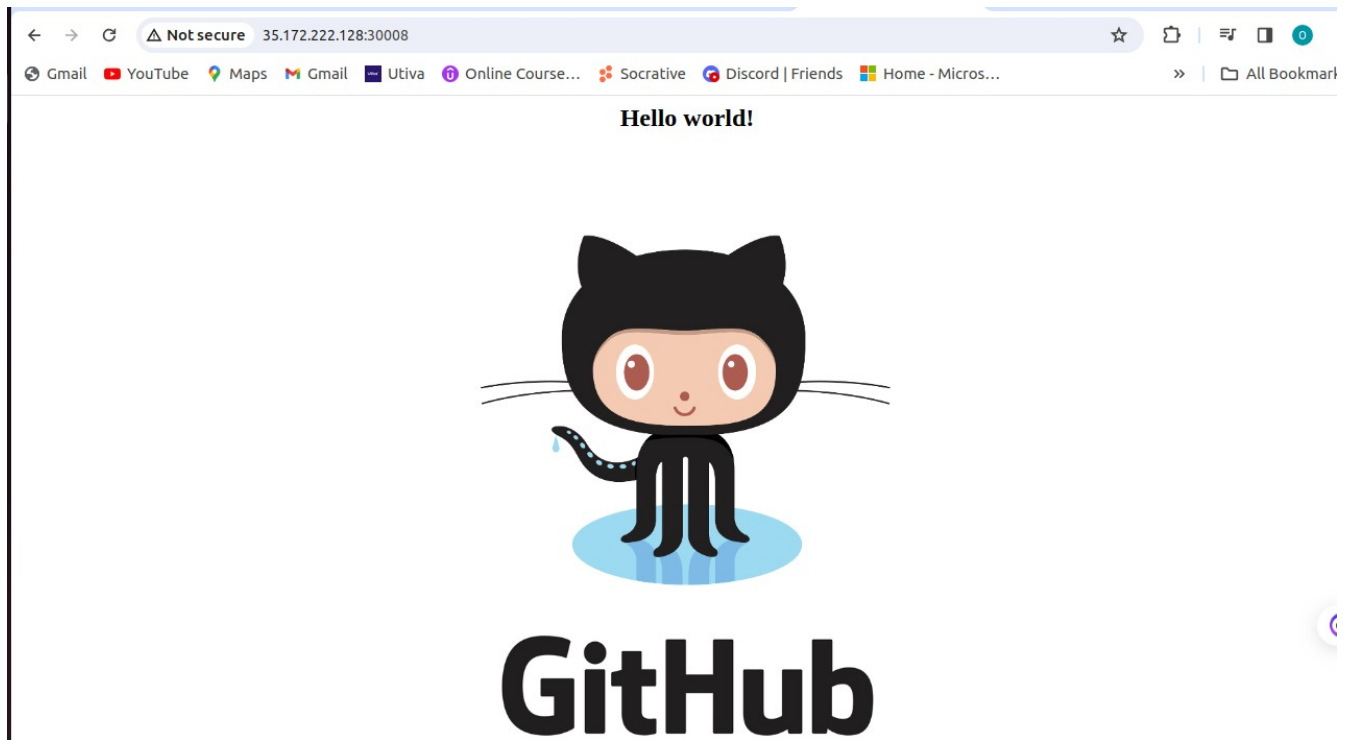 Not secure 35.172.222.128:30008
O
Gmail YouTube Maps Gmail Utiva Online Course... Socrative Discord | Friends Home - Micros... » All Bookmark
Hello world!
GitHub